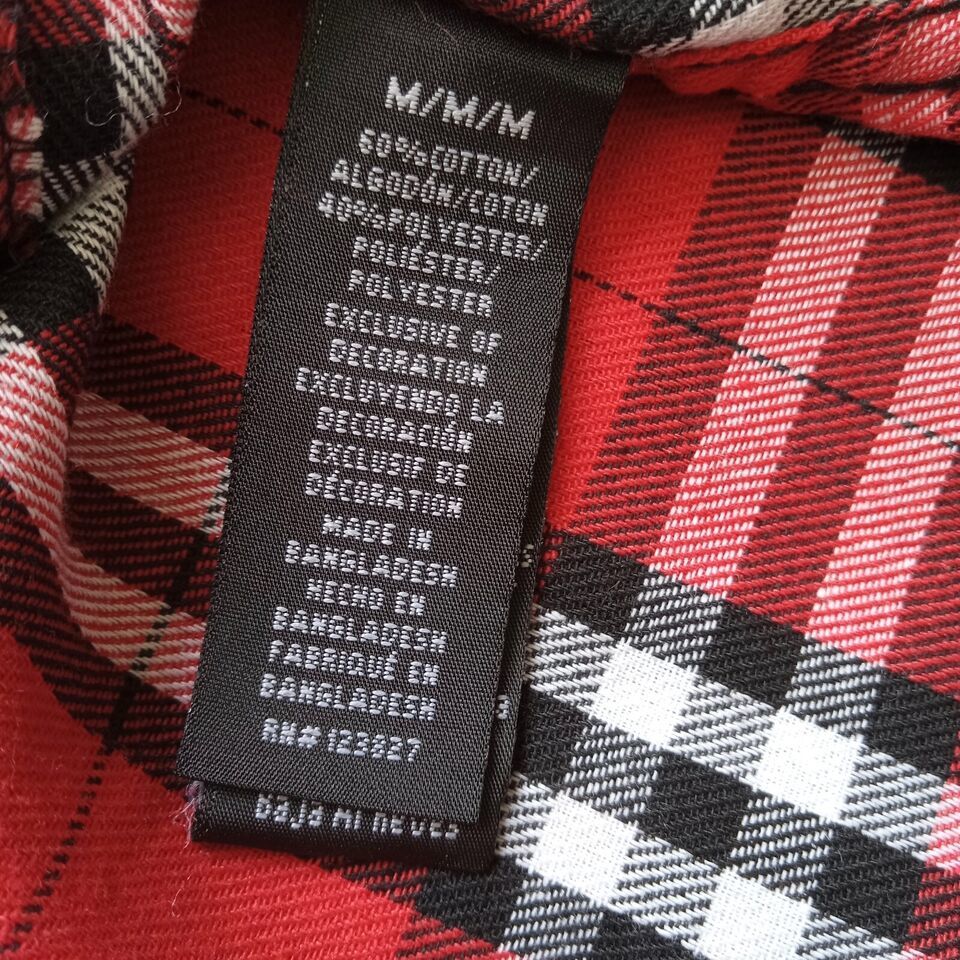 M/M/M
60%COTTON/
ALGODÓN/COTON
40%POLYESTER/
POLIÉSTER/
POLYESTER
EXCLUSIVE OF
DECORATION
EXCLUYENDO LA
DECORACIÓN
EXCLUSIF DE
DÉCORATION
MADE IN
BANGLADESH
HECHO EN
BANGLADESH
FABRIQUÉ EN
BANGLADESH
RN#123657